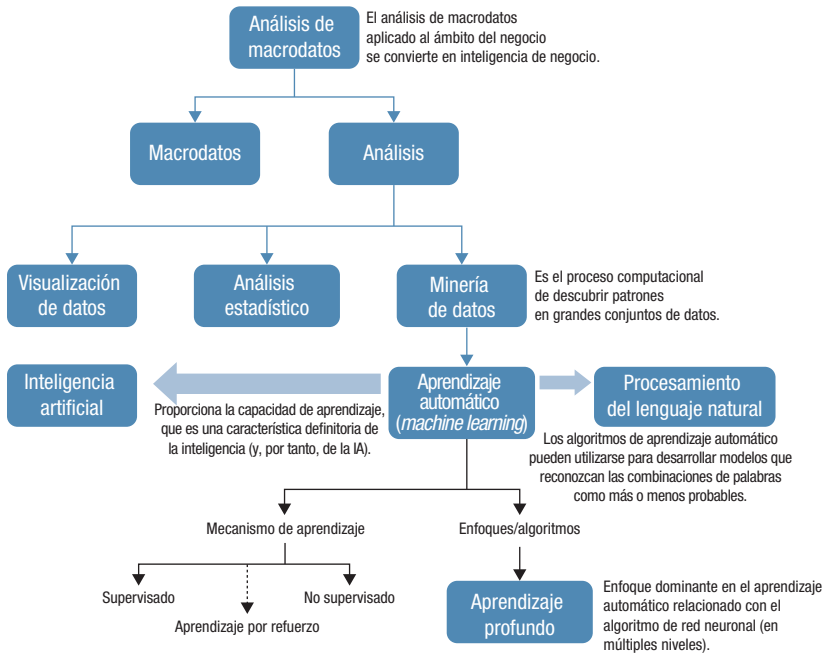 Análisis de
macrodatos
El análisis de macrodatos
aplicado al ámbito del negocio
se convierte en inteligencia de negocio.
Macrodatos
Análisis
Visualización
de datos
Análisis
estadístico
Minería
de datos
Es el proceso computacional
de descubrir patrones
en grandes conjuntos de datos.
Inteligencia
artificial
Proporciona la capacidad de aprendizaje,
que es una característica definitoria de
la inteligencia (y, por tanto, de la IA).
Aprendizaje
automático
(machine learning)
Procesamiento
del lenguaje natural
Los algoritmos de aprendizaje automático
pueden utilizarse para desarrollar modelos que
reconozcan las combinaciones de palabras
como más o menos probables.
Mecanismo de aprendizaje
Enfoques/algoritmos
Supervisado
No supervisado
Aprendizaje por refuerzo
Aprendizaje
profundo
Enfoque dominante en el aprendizaje
automático relacionado con el
algoritmo de red neuronal (en
múltiples niveles).